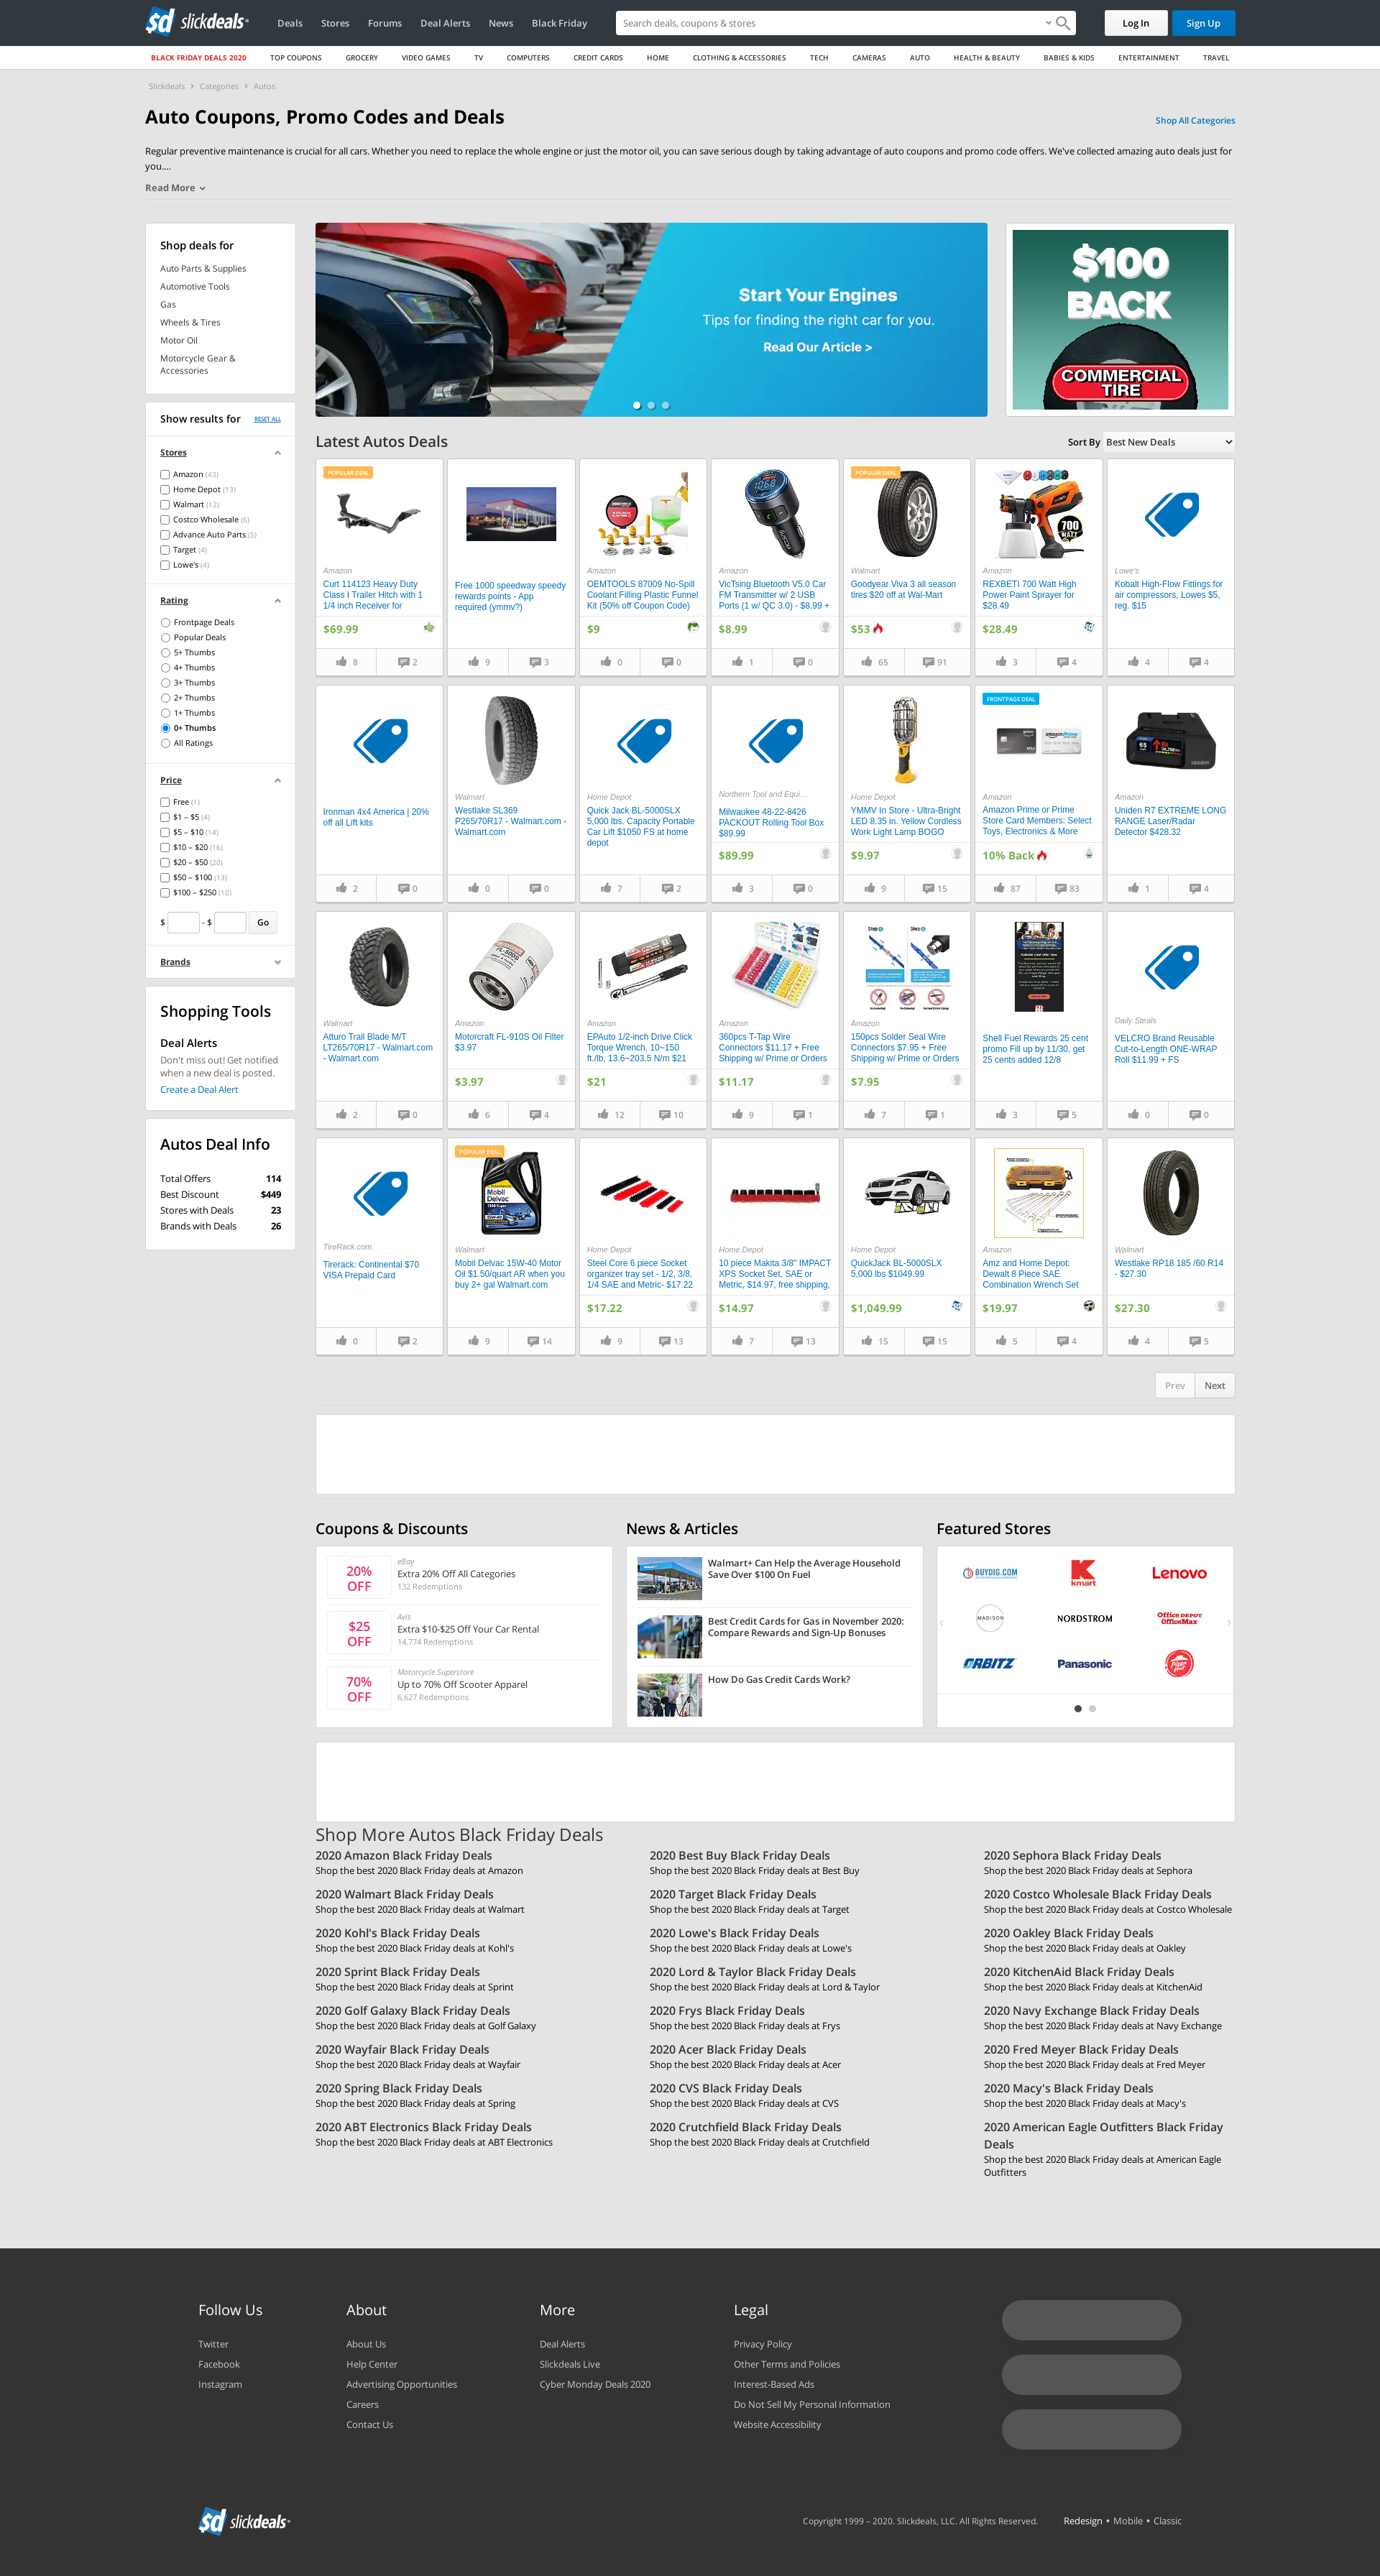 slickdeals
Deals
Stores
Forums
Deal Alerts
News
Black Friday
Search deals, coupons & stores
Log In
Sign Up
BLACK FRIDAY DEALS 2020
TOP COUPONS
GROCERY
VIDEO GAMES
TV
COMPUTERS
CREDIT CARDS
HOME
CLOTHING & ACCESSORIES
TECH
CAMERAS
AUTO
HEALTH & BEAUTY
BABIES & KIDS
ENTERTAINMENT
TRAVEL
Slickdeals > Categories > Autos
Auto Coupons, Promo Codes and Deals
Shop All Categories
Regular preventive maintenance is crucial for all cars. Whether you need to replace the whole engine or just the motor oil, you can save serious dough by taking advantage of auto coupons and promo code offers. We've collected amazing auto deals just for
you....
Read More
Shop deals for
Auto Parts & Supplies
Automotive Tools
Gas
Wheels & Tires
Motor Oil
Motorcycle Gear &
Accessories
Show results for
RESET ALL
Stores
Amazon (43)
Home Depot (13)
Walmart (12)
Costco Wholesale (6)
Advance Auto Parts (5)
Target (4)
Lowe's (4)
Rating
Frontpage Deals
Popular Deals
5+ Thumbs
4+ Thumbs
3+ Thumbs
2+ Thumbs
1+ Thumbs
0+ Thumbs
All Ratings
Price
Free (1)
$1 – $5 (4)
$5 – $10 (14)
$10 – $20 (16)
$20 – $50 (20)
$50 – $100 (13)
$100 – $250 (10)
$ - $ Go
Brands
Shopping Tools
Deal Alerts
Don't miss out! Get notified
when a new deal is posted.
Create a Deal Alert
Autos Deal Info
Total Offers 114
Best Discount $449
Stores with Deals 23
Brands with Deals 26
Start Your Engines
Tips for finding the right car for you.
Read Our Article >
$100
BACK
COMMERCIAL
TIRE
Latest Autos Deals
Sort By Best New Deals
POPULAR DEAL
Amazon
Curt 114123 Heavy Duty
Class I Trailer Hitch with 1
1/4 inch Receiver for
$69.99
8 2
Free 1000 speedway speedy
rewards points - App
required (ymmv?)
9 3
Amazon
OEMTOOLS 87009 No-Spill
Coolant Filling Plastic Funnel
Kit (50% off Coupon Code)
$9
0 0
Amazon
VicTsing Bluetooth V5.0 Car
FM Transmitter w/ 2 USB
Ports (1 w/ QC 3.0) - $8.99 +
$8.99
1 0
POPULAR DEAL
Walmart
Goodyear Viva 3 all season
tires $20 off at Wal-Mart
$53
65 91
700
WATT
Amazon
REXBETI 700 Watt High
Power Paint Sprayer for
$28.49
$28.49
3 4
Lowe's
Kobalt High-Flow Fittings for
air compressors, Lowes $5,
reg. $15
4 4
Ironman 4x4 America | 20%
off all Lift kits
2 0
Walmart
Westlake SL369
P265/70R17 - Walmart.com -
Walmart.com
0 0
Home Depot
Quick Jack BL-5000SLX
5,000 lbs. Capacity Portable
Car Lift $1050 FS at home
depot
7 2
Northern Tool and Equi...
Milwaukee 48-22-8426
PACKOUT Rolling Tool Box
$89.99
$89.99
3 0
Home Depot
YMMV In Store - Ultra-Bright
LED 8.35 in. Yellow Cordless
Work Light Lamp BOGO
$9.97
9 15
FRONTPAGE DEAL
Amazon
Amazon Prime or Prime
Store Card Members: Select
Toys, Electronics & More
10% Back
87 83
Amazon
Uniden R7 EXTREME LONG
RANGE Laser/Radar
Detector $428.32
1 4
Walmart
Atturo Trail Blade M/T
LT265/70R17 - Walmart.com
- Walmart.com
2 0
FL-910S
Amazon
Motorcraft FL-910S Oil Filter
$3.97
$3.97
6 4
Amazon
EPAuto 1/2-inch Drive Click
Torque Wrench, 10~150
ft./lb, 13.6~203.5 N/m $21
$21
12 10
Amazon
360pcs T-Tap Wire
Connectors $11.17 + Free
Shipping w/ Prime or Orders
$11.17
9 1
Amazon
150pcs Solder Seal Wire
Connectors $7.95 + Free
Shipping w/ Prime or Orders
$7.95
7 1
Shell Fuel Rewards 25 cent
promo Fill up by 11/30, get
25 cents added 12/8
3 5
Daily Steals
VELCRO Brand Reusable
Cut-to-Length ONE-WRAP
Roll $11.99 + FS
0 0
TireRack.com
Tirerack: Continental $70
VISA Prepaid Card
0 2
POPULAR DEAL
Mobil
Delvac
Walmart
Mobil Delvac 15W-40 Motor
Oil $1.50/quart AR when you
buy 2+ gal Walmart.com
9 14
Home Depot
Steel Core 6 piece Socket
organizer tray set - 1/2, 3/8,
1/4 SAE and Metric- $17.22
$17.22
9 13
Home Depot
10 piece Makita 3/8" IMPACT
XPS Socket Set, SAE or
Metric, $14.97, free shipping,
$14.97
7 13
Home Depot
QuickJack BL-5000SLX
5,000 lbs $1049.99
$1,049.99
15 15
Amazon
Amz and Home Depot:
Dewalt 8 Piece SAE
Combination Wrench Set
$19.97
5 4
Walmart
Westlake RP18 185 /60 R14
- $27.30
$27.30
4 5
Prev Next
Coupons & Discounts
20%
OFF
eBay
Extra 20% Off All Categories
132 Redemptions
$25
OFF
Avis
Extra $10-$25 Off Your Car Rental
14,774 Redemptions
70%
OFF
Motorcycle Superstore
Up to 70% Off Scooter Apparel
6,627 Redemptions
News & Articles
Walmart+ Can Help the Average Household
Save Over $100 On Fuel
Best Credit Cards for Gas in November 2020:
Compare Rewards and Sign-Up Bonuses
How Do Gas Credit Cards Work?
Featured Stores
BUYDIG.COM
kmart
Lenovo
MADISON
NORDSTROM
Office DEPOT
OfficeMax
ORBITZ
Panasonic
Pizza Hut
Shop More Autos Black Friday Deals
2020 Amazon Black Friday Deals
Shop the best 2020 Black Friday deals at Amazon
2020 Best Buy Black Friday Deals
Shop the best 2020 Black Friday deals at Best Buy
2020 Sephora Black Friday Deals
Shop the best 2020 Black Friday deals at Sephora
2020 Walmart Black Friday Deals
Shop the best 2020 Black Friday deals at Walmart
2020 Target Black Friday Deals
Shop the best 2020 Black Friday deals at Target
2020 Costco Wholesale Black Friday Deals
Shop the best 2020 Black Friday deals at Costco Wholesale
2020 Kohl's Black Friday Deals
Shop the best 2020 Black Friday deals at Kohl's
2020 Lowe's Black Friday Deals
Shop the best 2020 Black Friday deals at Lowe's
2020 Oakley Black Friday Deals
Shop the best 2020 Black Friday deals at Oakley
2020 Sprint Black Friday Deals
Shop the best 2020 Black Friday deals at Sprint
2020 Lord & Taylor Black Friday Deals
Shop the best 2020 Black Friday deals at Lord & Taylor
2020 KitchenAid Black Friday Deals
Shop the best 2020 Black Friday deals at KitchenAid
2020 Golf Galaxy Black Friday Deals
Shop the best 2020 Black Friday deals at Golf Galaxy
2020 Frys Black Friday Deals
Shop the best 2020 Black Friday deals at Frys
2020 Navy Exchange Black Friday Deals
Shop the best 2020 Black Friday deals at Navy Exchange
2020 Wayfair Black Friday Deals
Shop the best 2020 Black Friday deals at Wayfair
2020 Acer Black Friday Deals
Shop the best 2020 Black Friday deals at Acer
2020 Fred Meyer Black Friday Deals
Shop the best 2020 Black Friday deals at Fred Meyer
2020 Spring Black Friday Deals
Shop the best 2020 Black Friday deals at Spring
2020 CVS Black Friday Deals
Shop the best 2020 Black Friday deals at CVS
2020 Macy's Black Friday Deals
Shop the best 2020 Black Friday deals at Macy's
2020 ABT Electronics Black Friday Deals
Shop the best 2020 Black Friday deals at ABT Electronics
2020 Crutchfield Black Friday Deals
Shop the best 2020 Black Friday deals at Crutchfield
2020 American Eagle Outfitters Black Friday
Deals
Shop the best 2020 Black Friday deals at American Eagle
Outfitters
Follow Us
Twitter
Facebook
Instagram
About
About Us
Help Center
Advertising Opportunities
Careers
Contact Us
More
Deal Alerts
Slickdeals Live
Cyber Monday Deals 2020
Legal
Privacy Policy
Other Terms and Policies
Interest-Based Ads
Do Not Sell My Personal Information
Website Accessibility
slickdeals
Copyright 1999 – 2020. Slickdeals, LLC. All Rights Reserved.
Redesign • Mobile • Classic